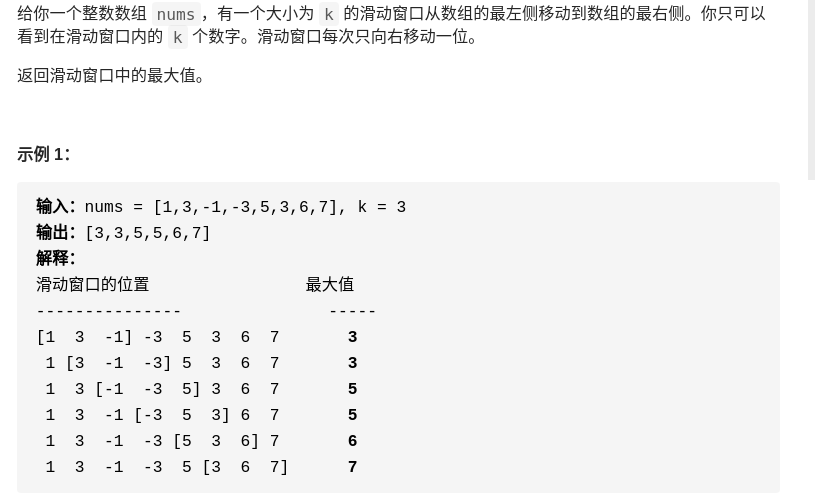 给你一个整数数组 nums，有一个大小为 k 的滑动窗口从数组的最左侧移动到数组的最右侧。你只可以
看到在滑动窗口内的 k 个数字。滑动窗口每次只向右移动一位。
返回滑动窗口中的最大值。
示例 1：
输入：nums = [1,3,-1,-3,5,3,6,7], k = 3
输出：[3,3,5,5,6,7]
解释：
滑动窗口的位置                最大值
---------------               -----
[1  3  -1] -3  5  3  6  7       3
 1 [3  -1  -3] 5  3  6  7       3
 1  3 [-1  -3  5] 3  6  7       5
 1  3  -1 [-3  5  3] 6  7       5
 1  3  -1  -3 [5  3  6] 7       6
 1  3  -1  -3  5 [3  6  7]      7